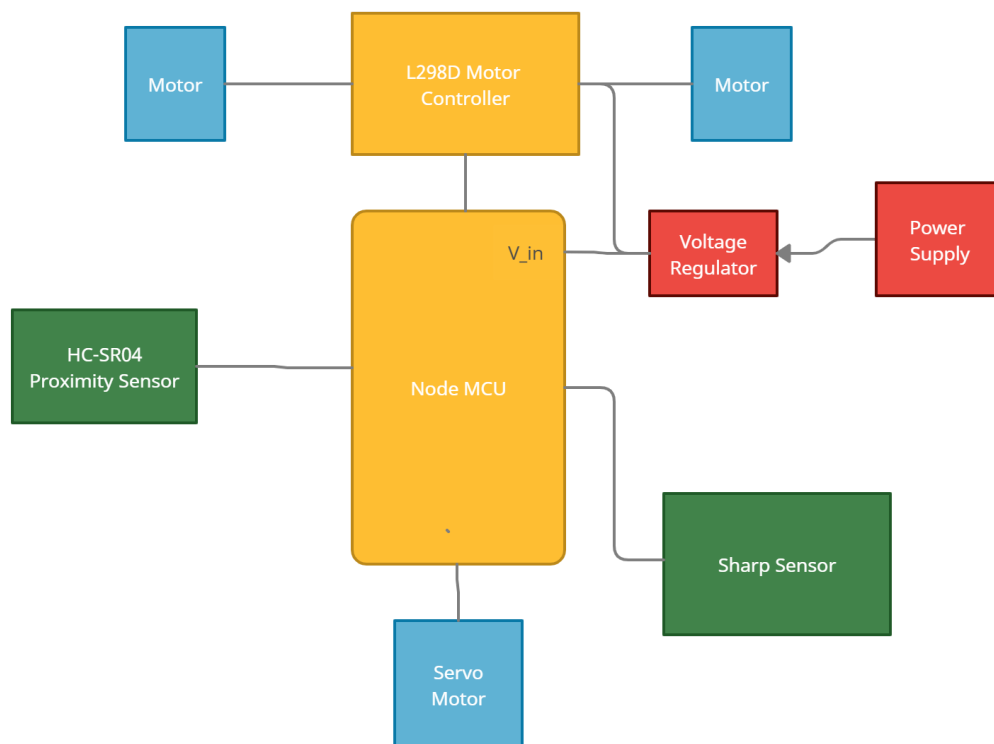 Motor
L298D Motor
Controller
Motor
V_in
Voltage
Regulator
Power
Supply
HC-SR04
Proximity Sensor
Node MCU
Sharp Sensor
Servo
Motor